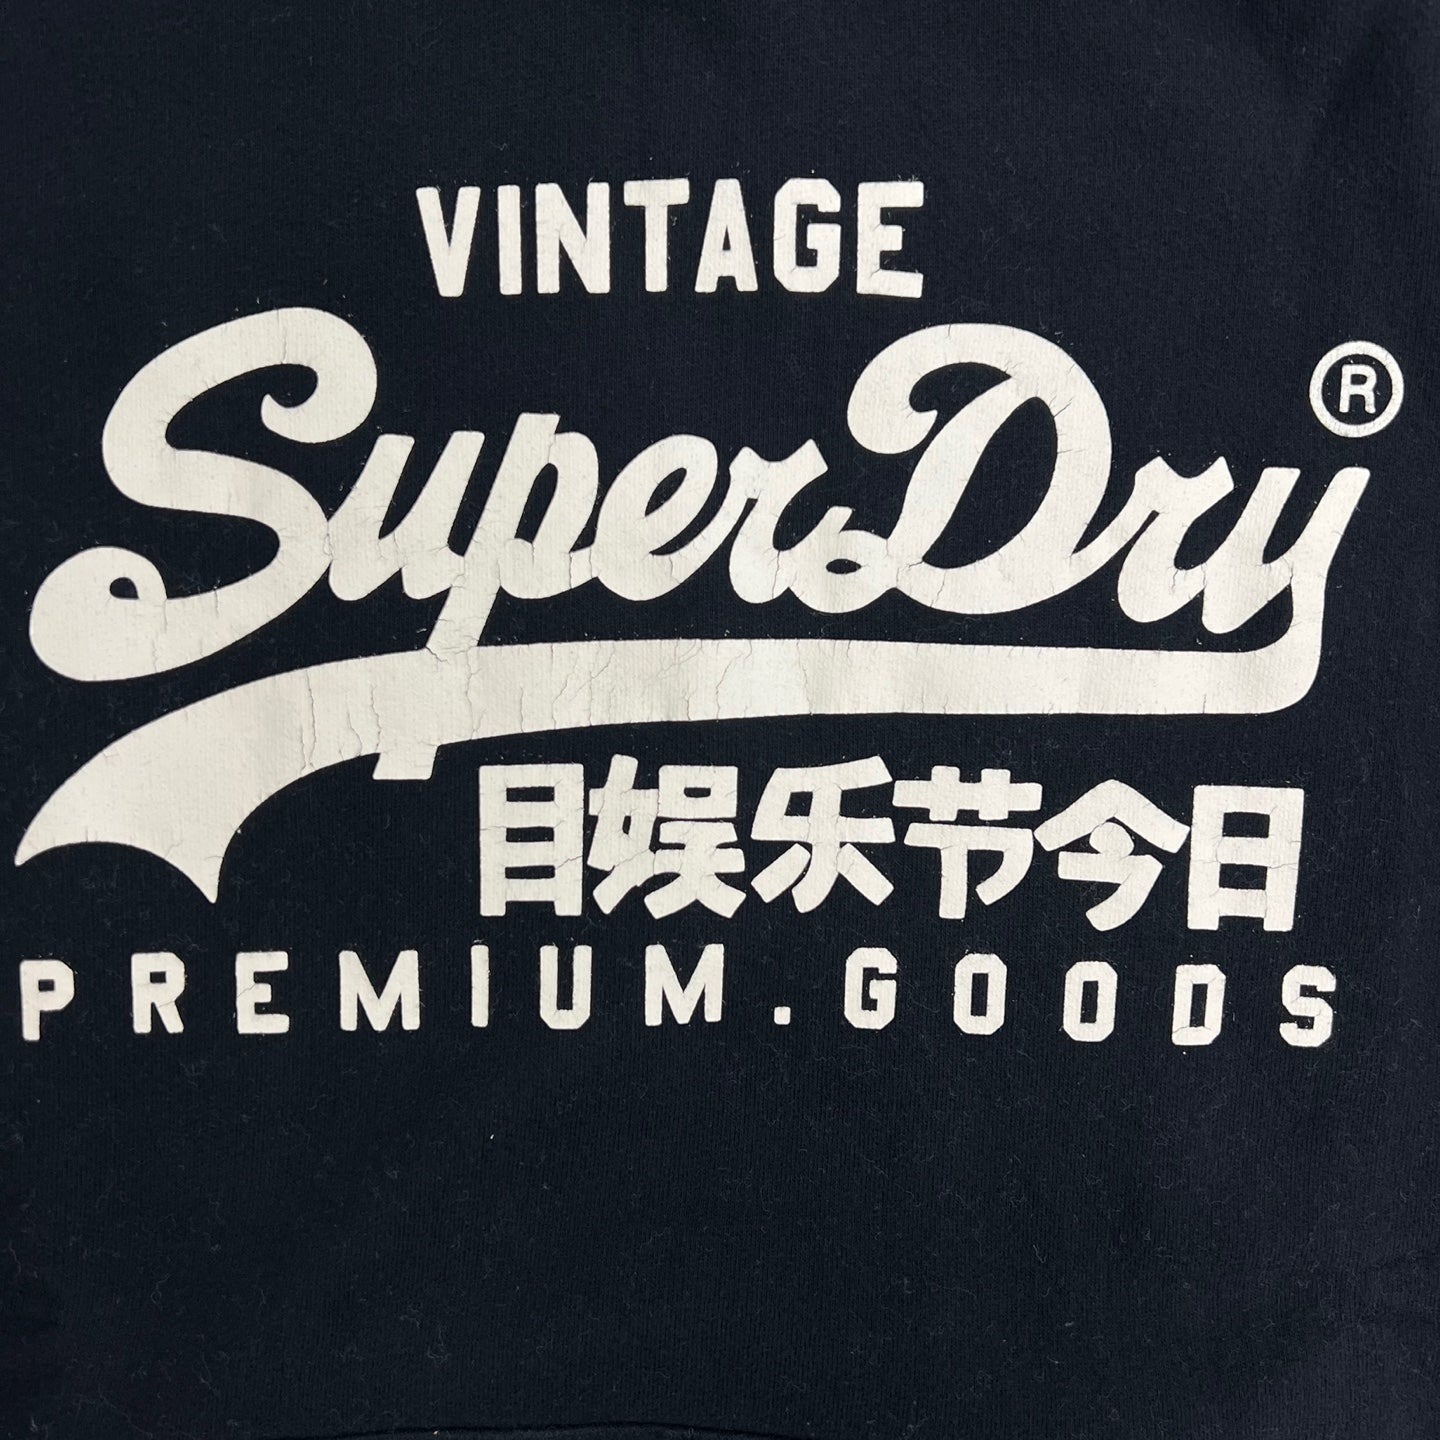 VINTAGE
SuperDry ®
目娱乐节今日
PREMIUM.GOODS